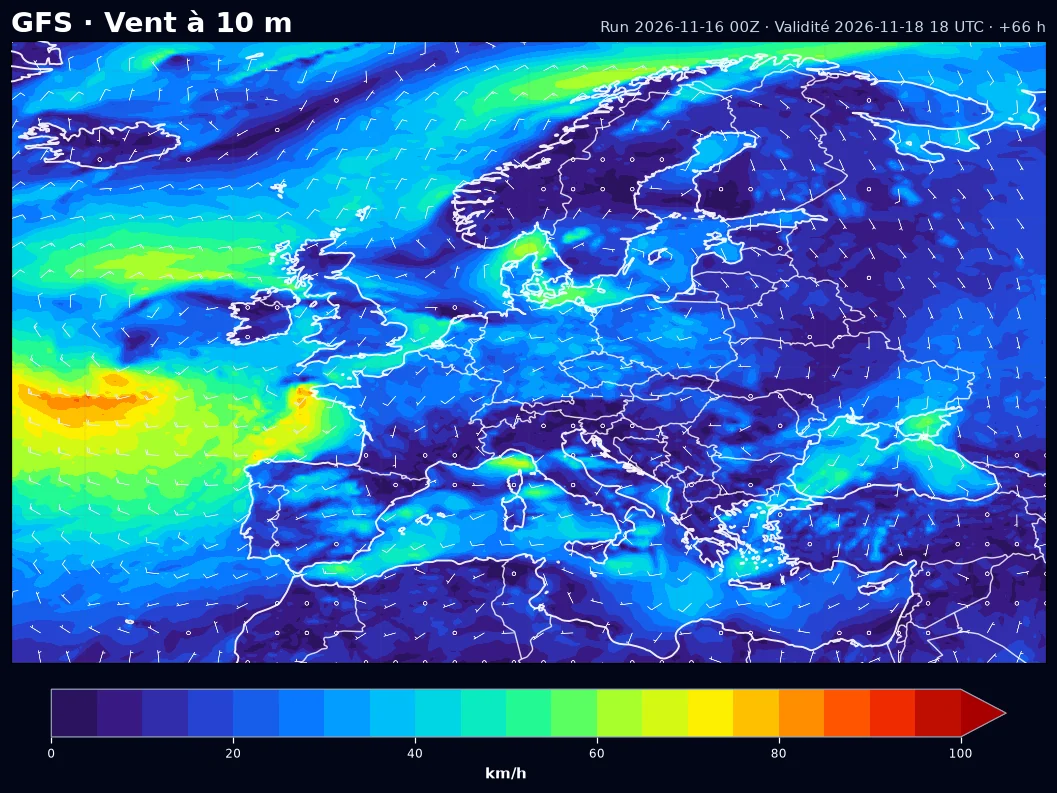 GFS · Vent à 10 m
Run 2026-11-16 00Z · Validité 2026-11-18 18 UTC · +66 h
0 20 40 60 80 100
km/h